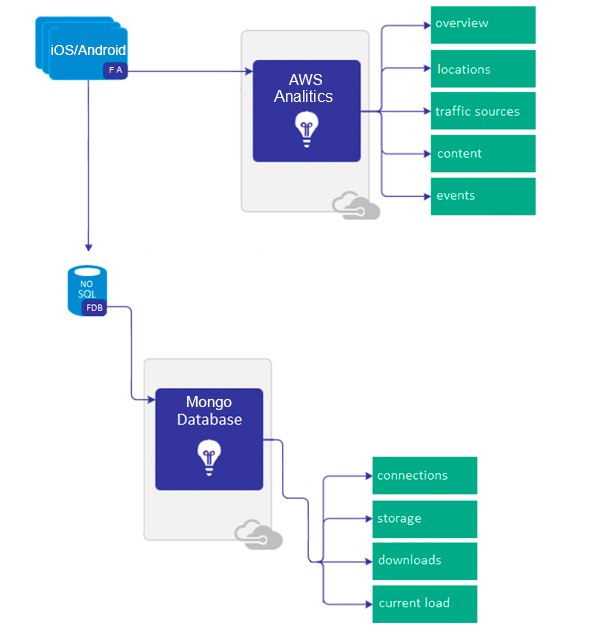 iOS/Android
F A
AWS
Analitics
overview
locations
traffic sources
content
events
NO
SQL
FDB
Mongo
Database
connections
storage
downloads
current load